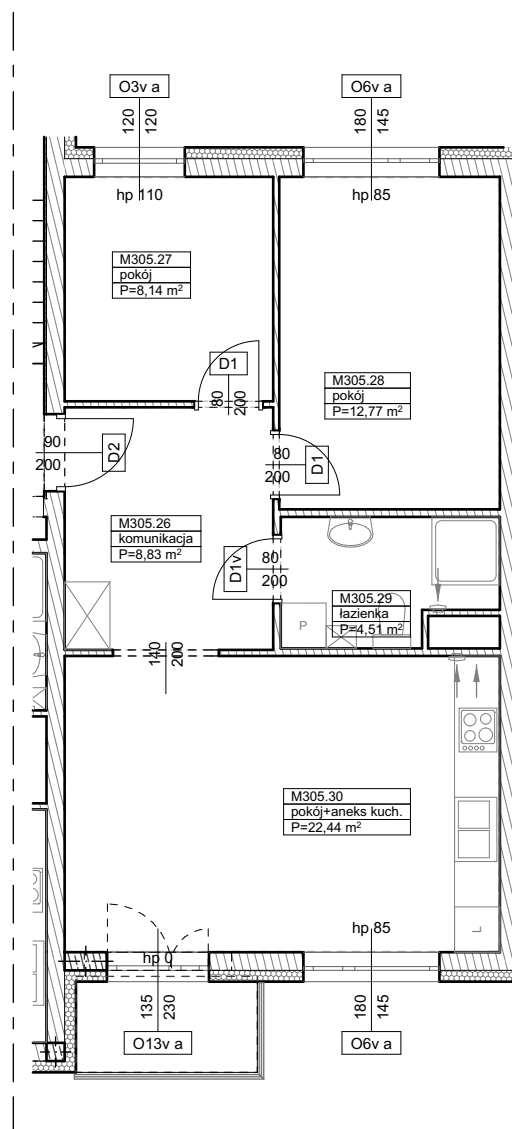 O3v a
O6v a
120
120
180
145
hp 110
hp 85
M305.27
pokój
P=8,14 m²
D1
80
200
M305.28
pokój
P=12,77 m²
90
200
D2
80
200
D1
M305.26
komunikacja
P=8,83 m²
D1v
80
200
M305.29
łazienka
P=4,51 m²
P
140
200
M305.30
pokój+aneks kuch.
P=22,44 m²
L
hp 0
hp 85
135
230
180
145
O13v a
O6v a